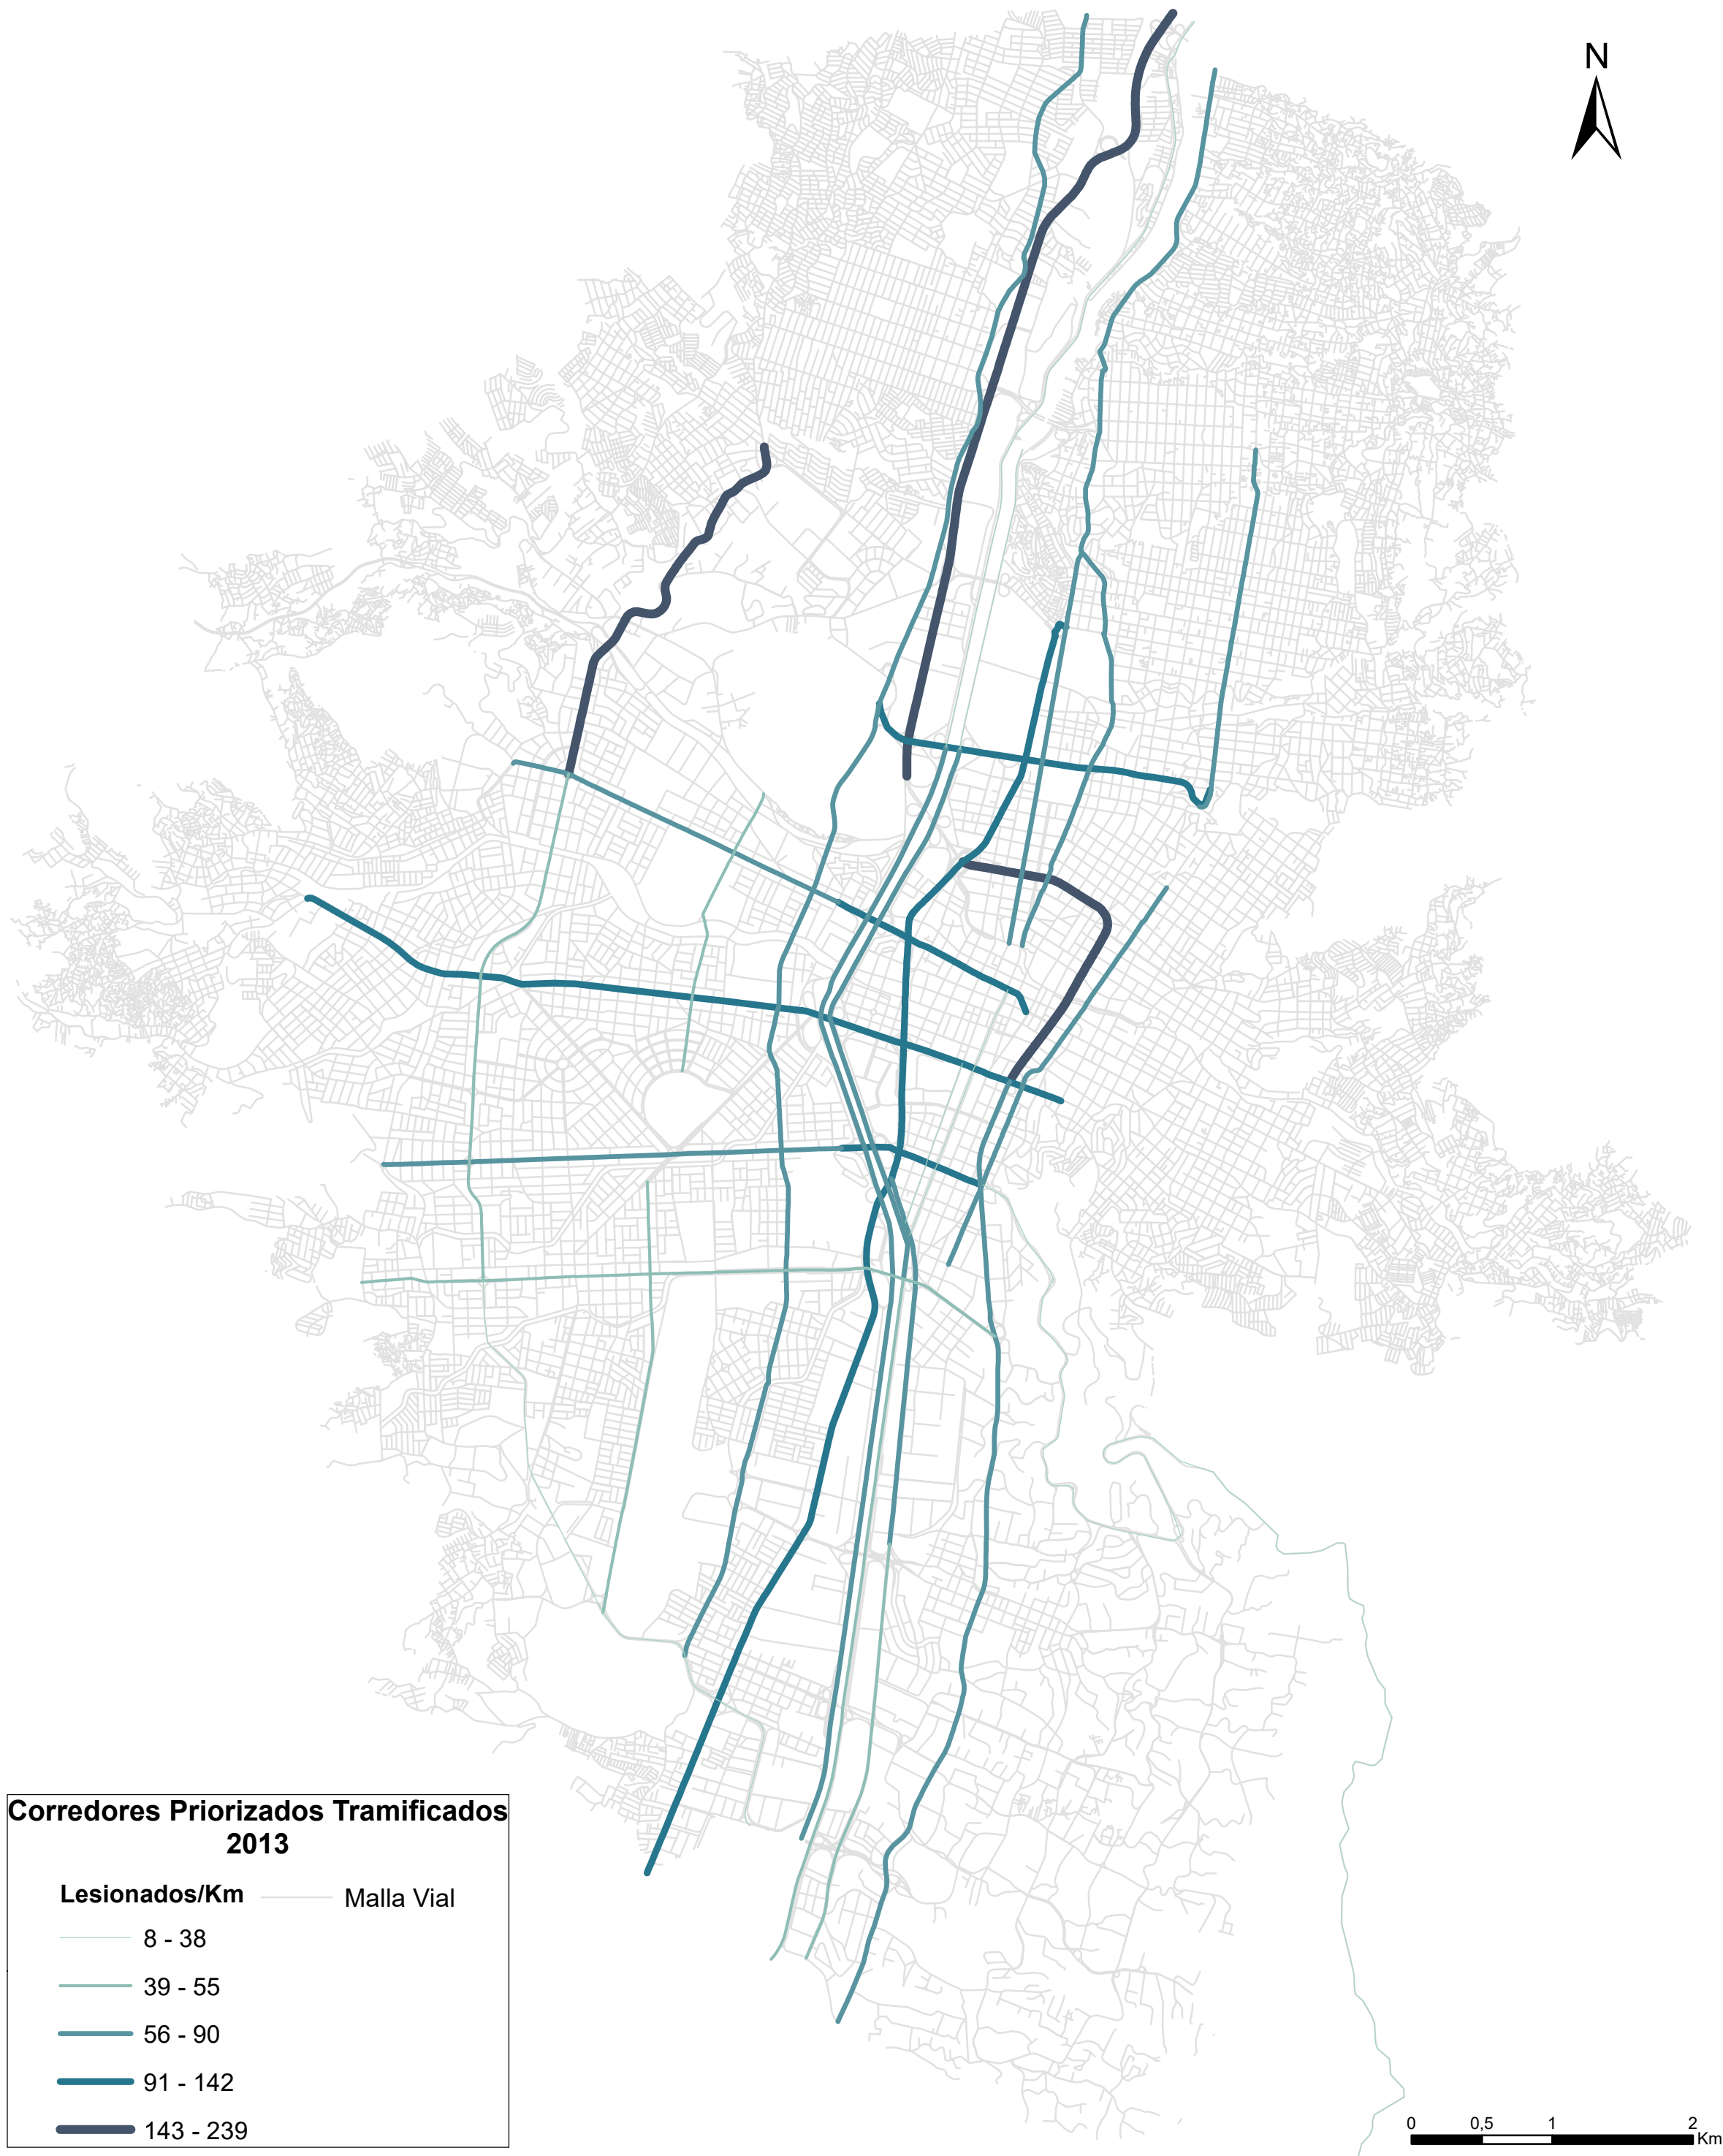 N
Corredores Priorizados Tramificados
2013
Lesionados/Km
Malla Vial
8 - 38
39 - 55
56 - 90
91 - 142
143 - 239
0 0,5 1 2
Km